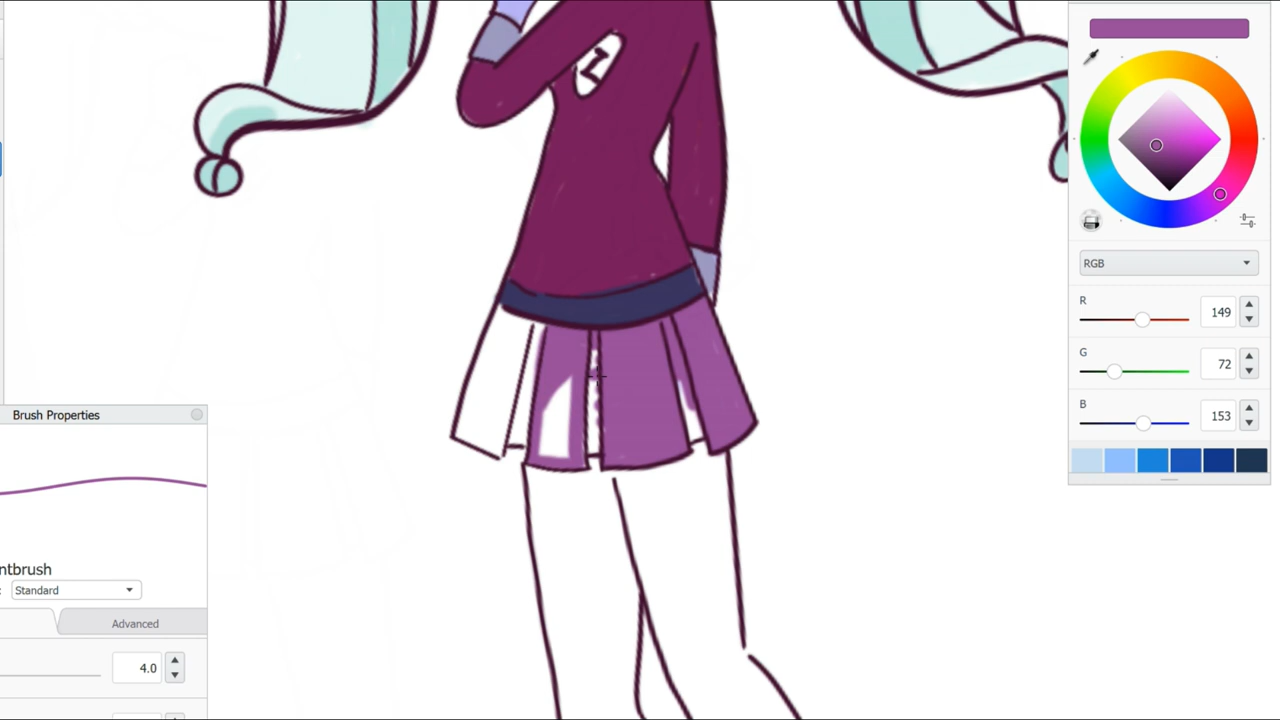 RGB
R 149
G 72
B 153
Brush Properties
ntbrush
: Standard
Advanced
4.0